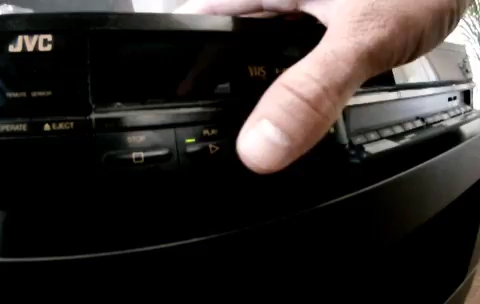 JVC
VHS
REMOTE SENSOR
OPERATE ▲EJECT
STOP
PLAY